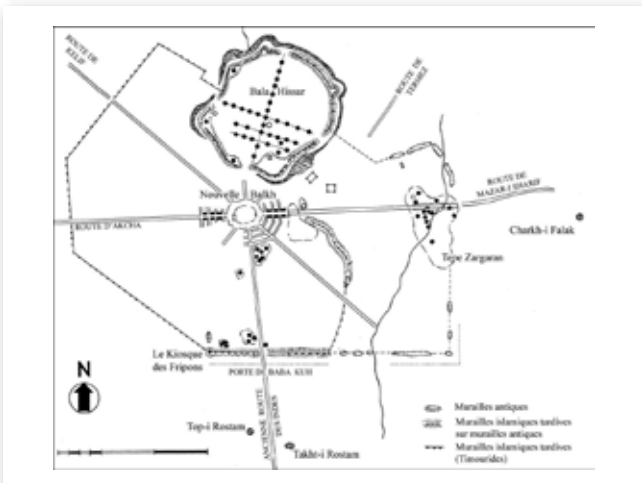 ROUTE DE
KELIF
Bala Hissar
ROUTE DE
TERMEZ
Nouvelle Balkh
ROUTE DE
MAZAR-I SHARIF
ROUTE D'AKCHA
Charkh-i Falak
Tepe Zargaran
Le Kiosque
des Fripons
PORTE DE BABA KUH
N
ANCIENNE ROUTE
DES INDES
Top-i Rostam
Takht-i Rostam
Murailles antiques
Murailles islamiques tardives
sur murailles antiques
Murailles islamiques tardives
(Timourides)